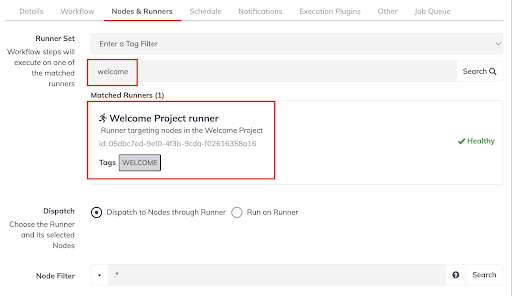 Details Workflow Nodes & Runners Schedule Notifications Execution Plugins Other Job Queue
Runner Set
Workflow steps will
execute on one of
the matched
runners
Enter a Tag Filter
welcome
Search
Matched Runners (1)
Welcome Project runner
Runner targeting nodes in the Welcome Project
id: 05dbc7ed-9ef0-4f3b-9cda-f02616358a16
Tags WELCOME
Healthy
Dispatch
Choose the Runner
and its selected
Nodes
Dispatch to Nodes through Runner Run on Runner
Node Filter
.*
Search